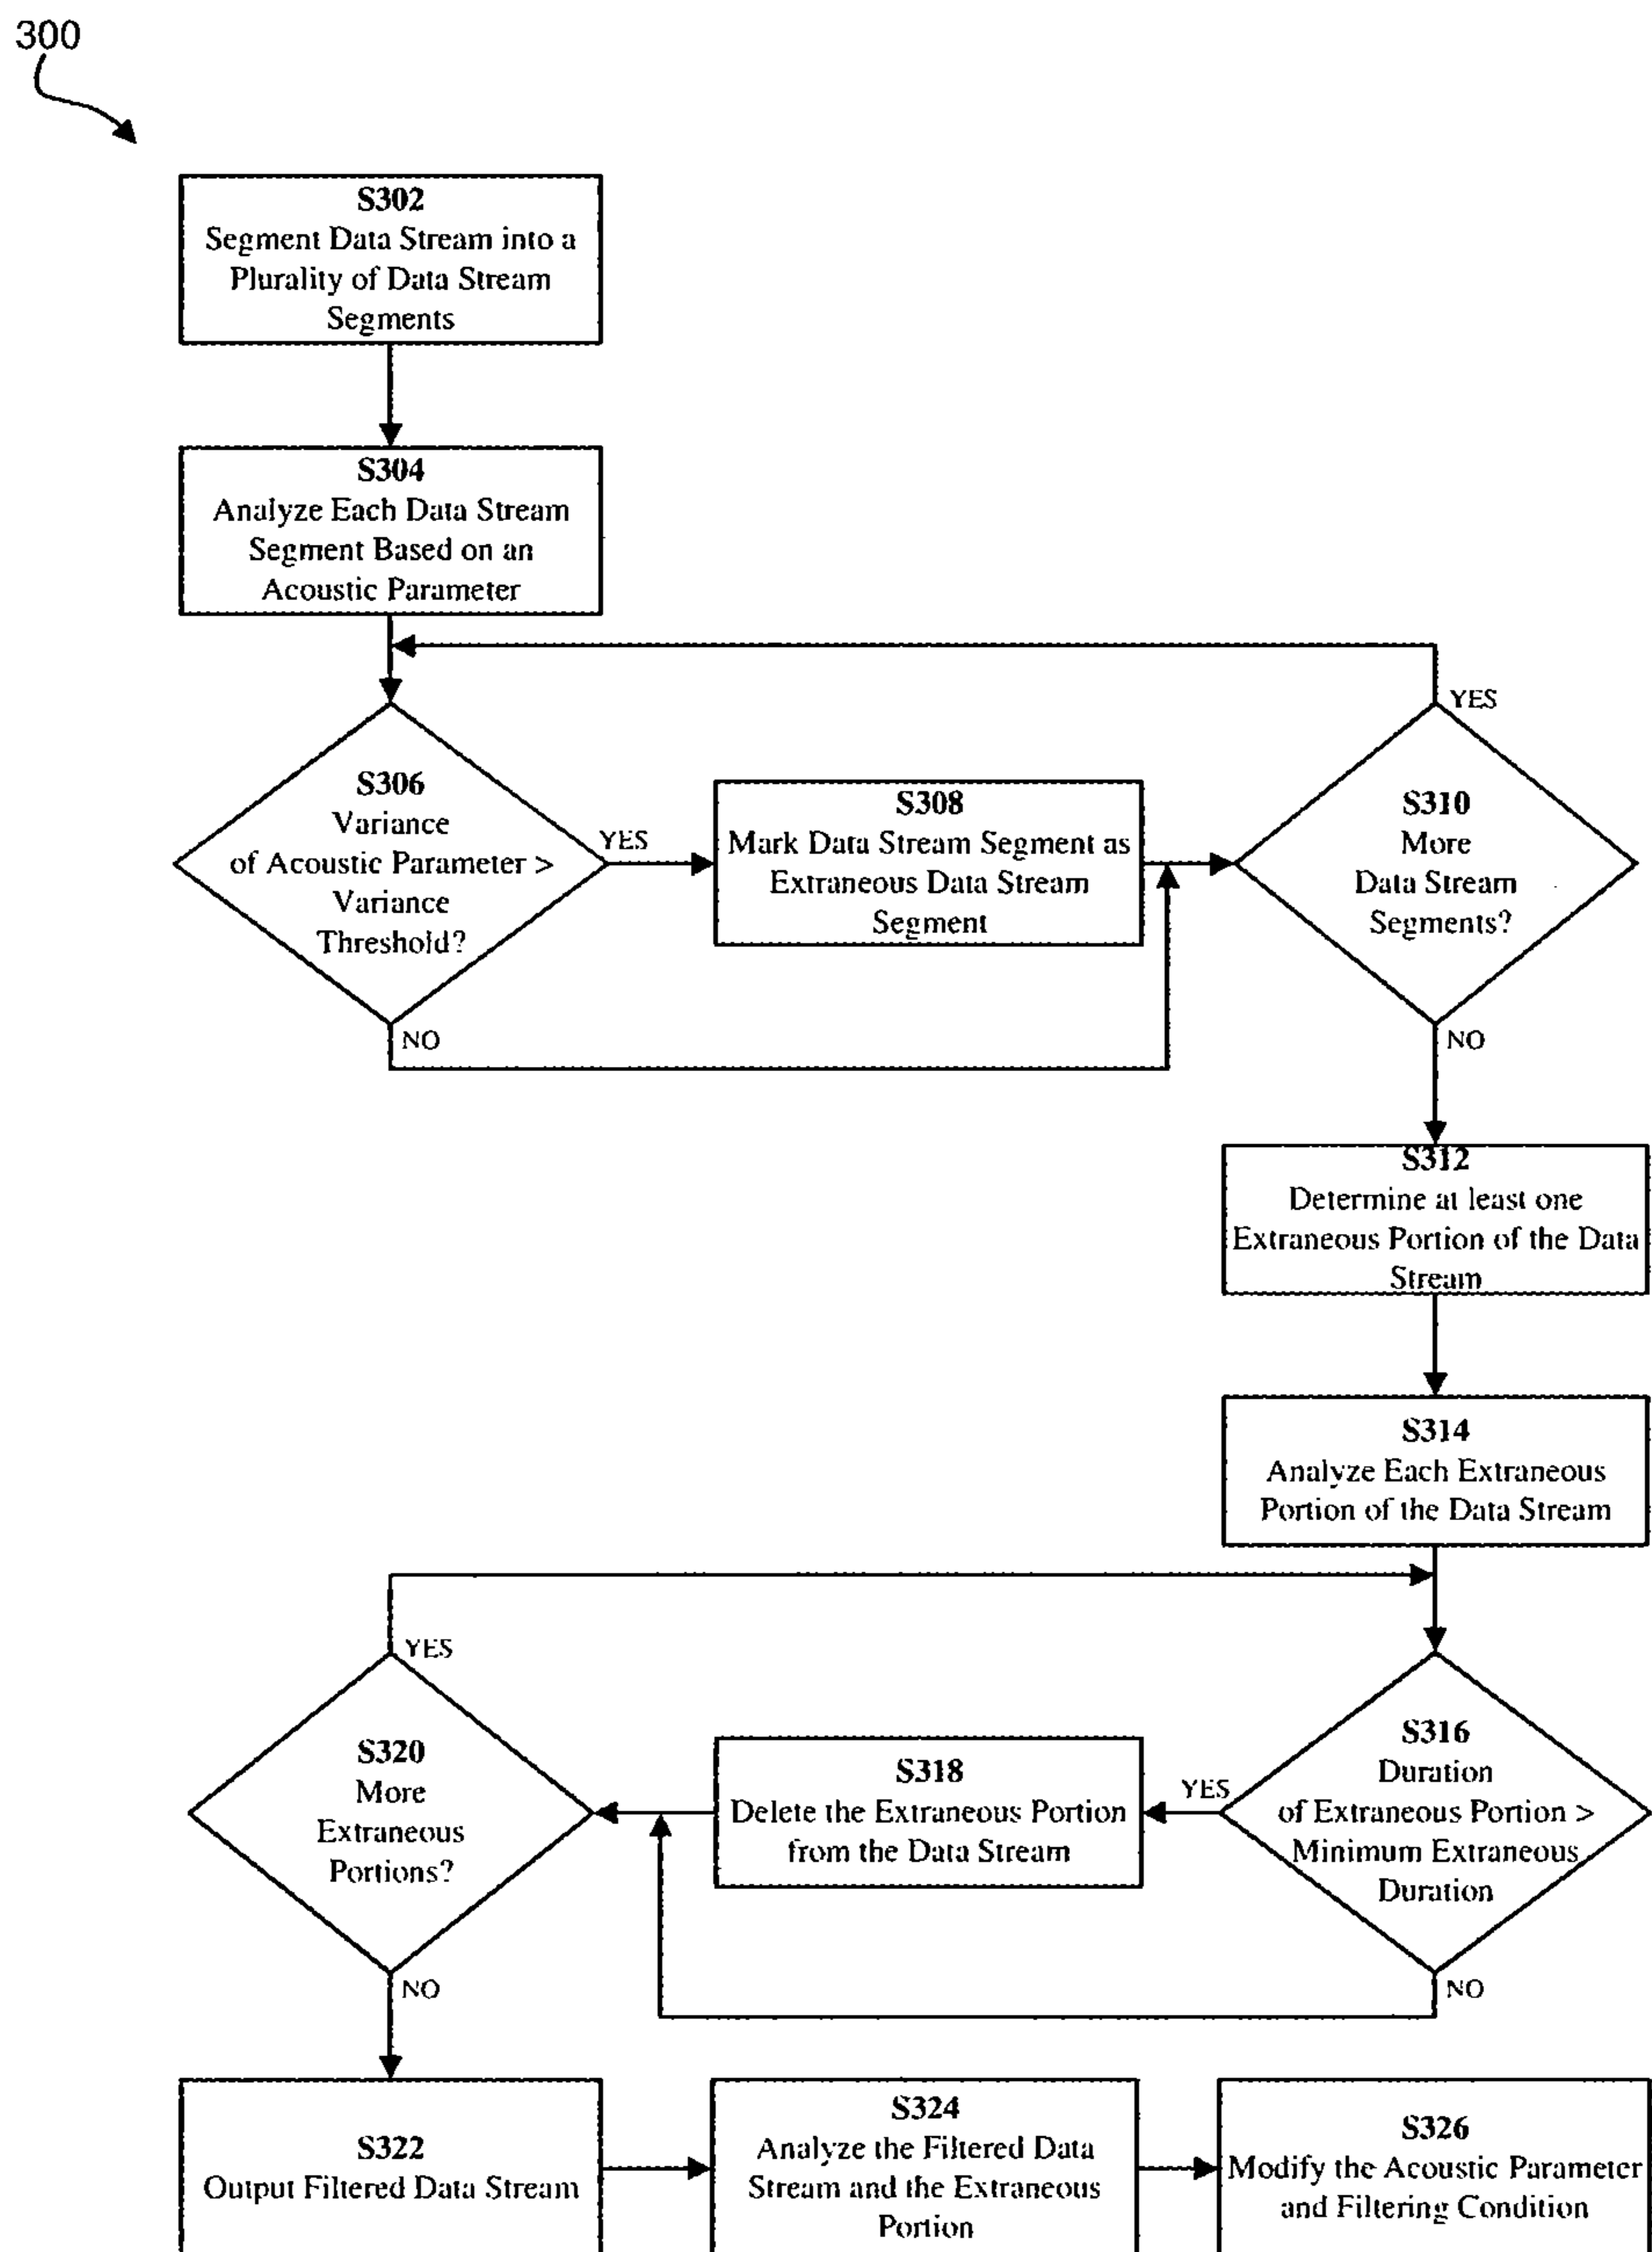 300
S302
Segment Data Stream into a
Plurality of Data Stream
Segments
S304
Analyze Each Data Stream
Segment Based on an
Acoustic Parameter
S306
Variance
of Acoustic Parameter >
Variance
Threshold?
YES
NO
S308
Mark Data Stream Segment as
Extraneous Data Stream
Segment
S310
More
Data Stream
Segments?
YES
NO
S312
Determine at least one
Extraneous Portion of the Data
Stream
S314
Analyze Each Extraneous
Portion of the Data Stream
S316
Duration
of Extraneous Portion >
Minimum Extraneous
Duration
YES
NO
S318
Delete the Extraneous Portion
from the Data Stream
S320
More
Extraneous
Portions?
YES
NO
S322
Output Filtered Data Stream
S324
Analyze the Filtered Data
Stream and the Extraneous
Portion
S326
Modify the Acoustic Parameter
and Filtering Condition